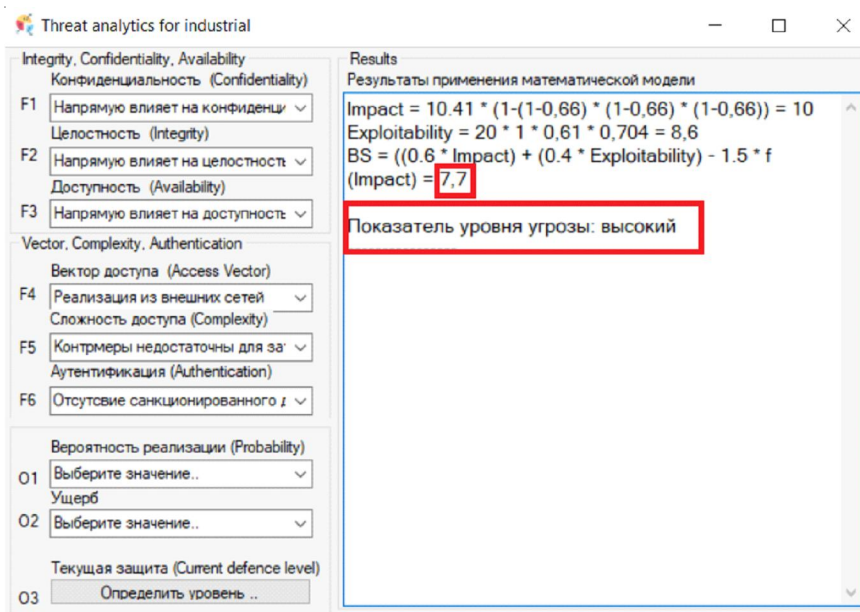 Threat analytics for industrial
Integrity, Confidentiality, Availability
Конфиденциальность (Confidentiality)
F1 Напрямую влияет на конфиденци
Целостность (Integrity)
F2 Напрямую влияет на целостность
Доступность (Availability)
F3 Напрямую влияет на доступность
Vector, Complexity, Authentication
Вектор доступа (Access Vector)
F4 Реализация из внешних сетей
Сложность доступа (Complexity)
F5 Контрмеры недостаточны для за
Аутентификация (Authentication)
F6 Отсутсвие санкционированного д
Вероятность реализации (Probability)
O1 Выберите значение..
Ущерб
O2 Выберите значение..
Текущая защита (Current defence level)
O3 Определить уровень ..
Results
Результаты применения математической модели
Impact = 10.41 * (1-(1-0,66) * (1-0,66) * (1-0,66)) = 10
Exploitability = 20 * 1 * 0,61 * 0,704 = 8,6
BS = ((0.6 * Impact) + (0.4 * Exploitability) - 1.5 * f
(Impact) = 7,7
Показатель уровня угрозы: высокий